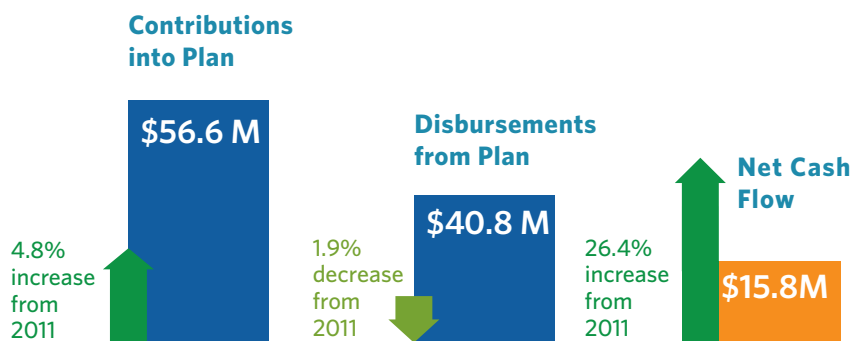 Contributions
into Plan
$56.6 M
4.8%
increase
from
2011
Disbursements
from Plan
$40.8 M
1.9%
decrease
from
2011
Net Cash
Flow
$15.8M
26.4%
increase
from
2011